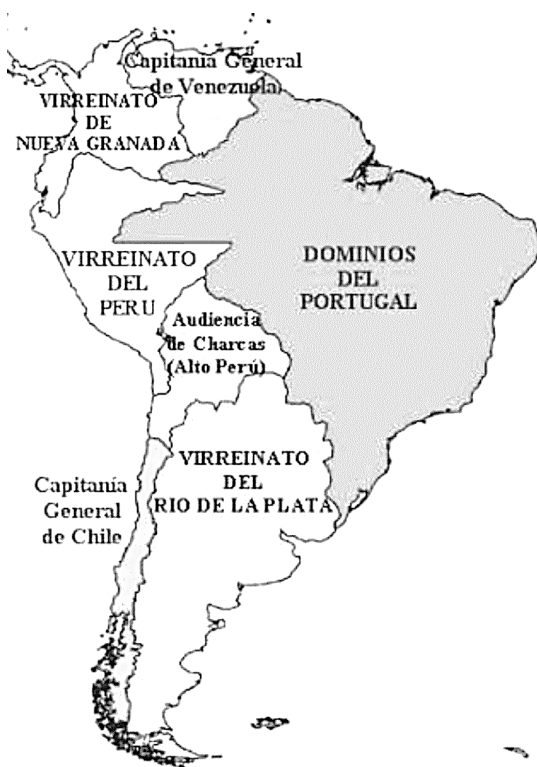 Capitanía General
de Venezuela
VIRREINATO
DE
NUEVA GRANADA
VIRREINATO
DEL
PERU
DOMINIOS
DEL
PORTUGAL
Audiencia
de Charcas
(Alto Perú)
VIRREINATO
DEL
RIO DE LA PLATA
Capitanía
General
de Chile